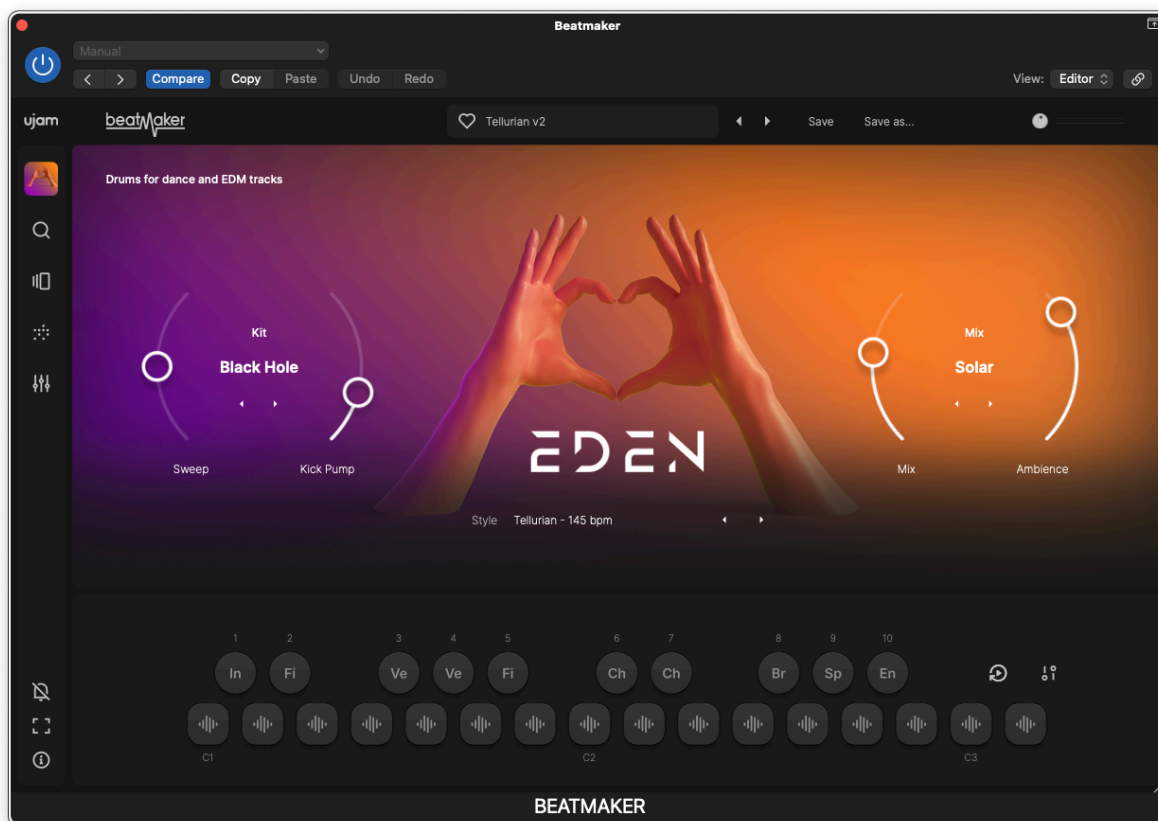 Beatmaker
Manual
Compare Copy Paste Undo Redo View: Editor
ujam beatMaker Tellurian v2 Save Save as...
Drums for dance and EDM tracks
Kit Mix
Black Hole Solar
Sweep Kick Pump Mix Ambience
EDEN
Style Tellurian - 145 bpm
1 2 3 4 5 6 7 8 9 10
In Fi Ve Ve Fi Ch Ch Br Sp En
C1 C2 C3
BEATMAKER